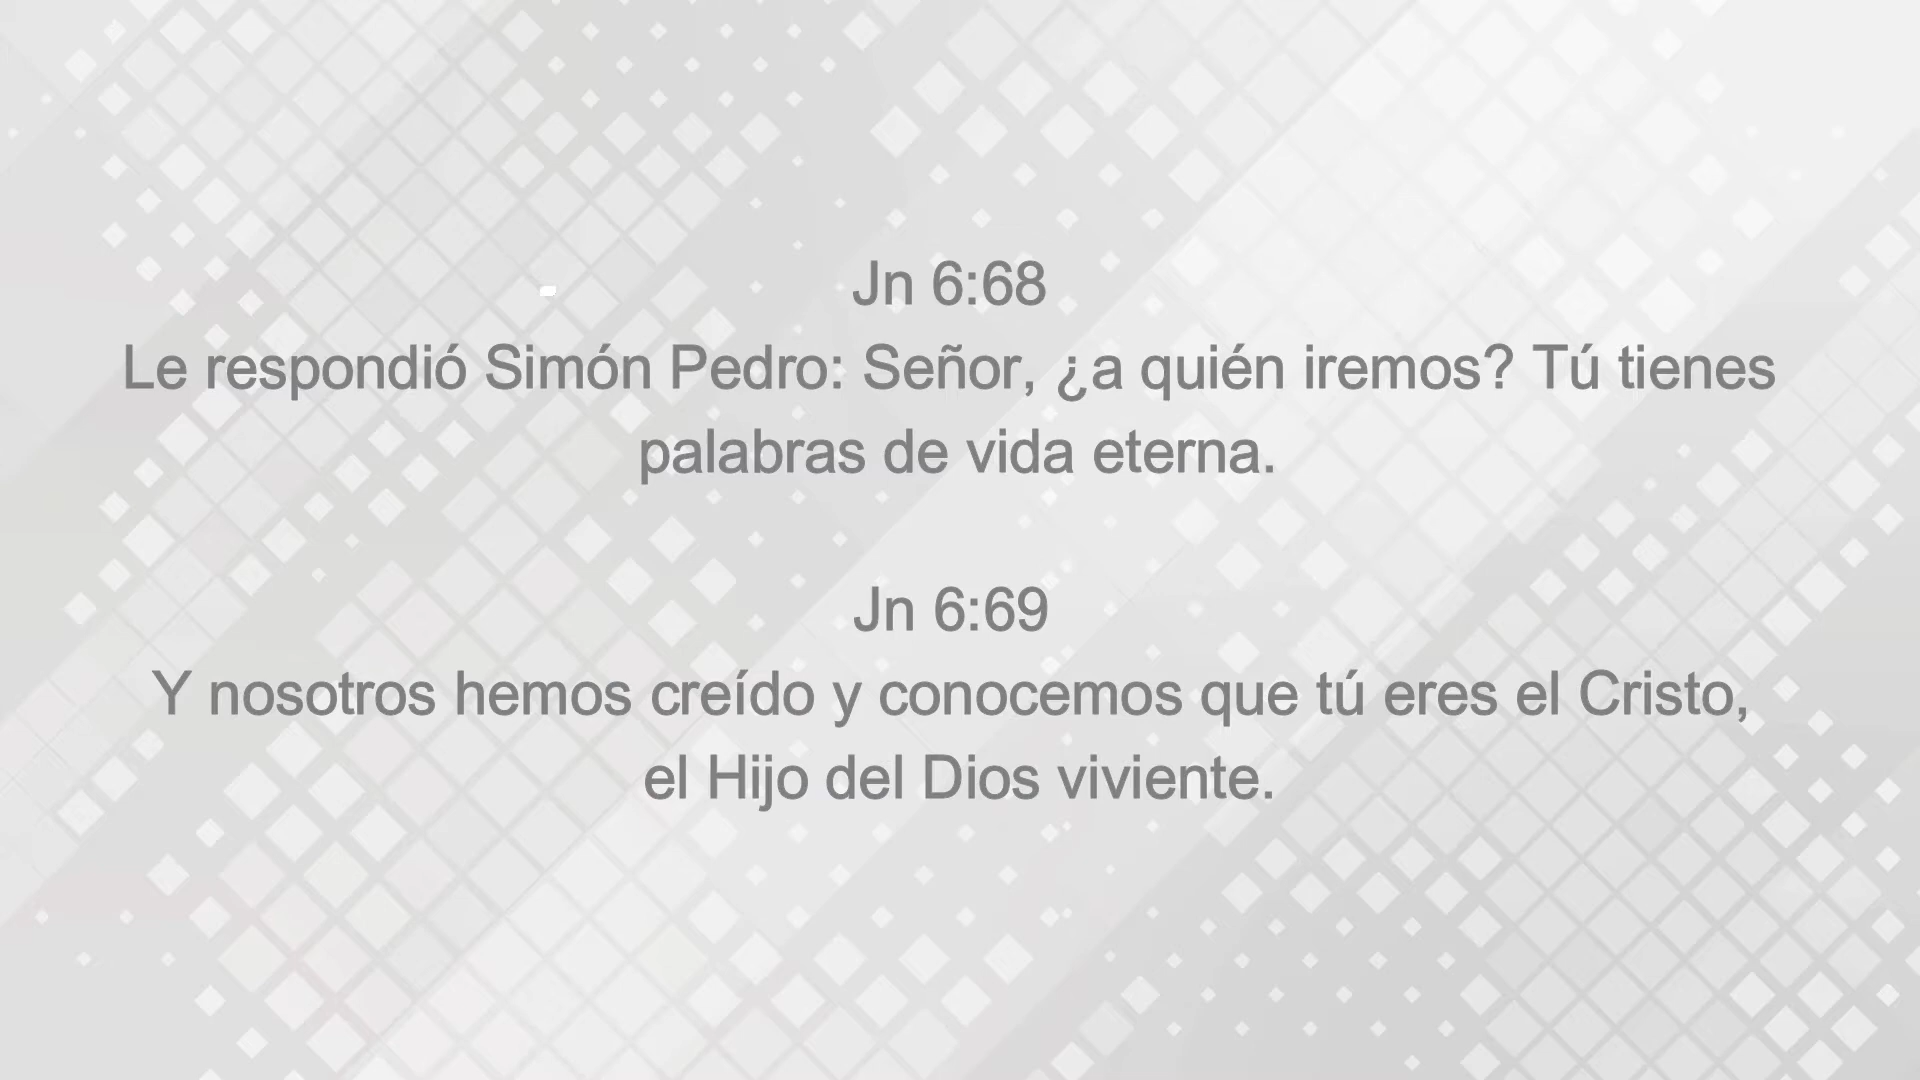 Jn 6:68
Le respondió Simón Pedro: Señor, ¿a quién iremos? Tú tienes
palabras de vida eterna.
Jn 6:69
Y nosotros hemos creído y conocemos que tú eres el Cristo,
el Hijo del Dios viviente.